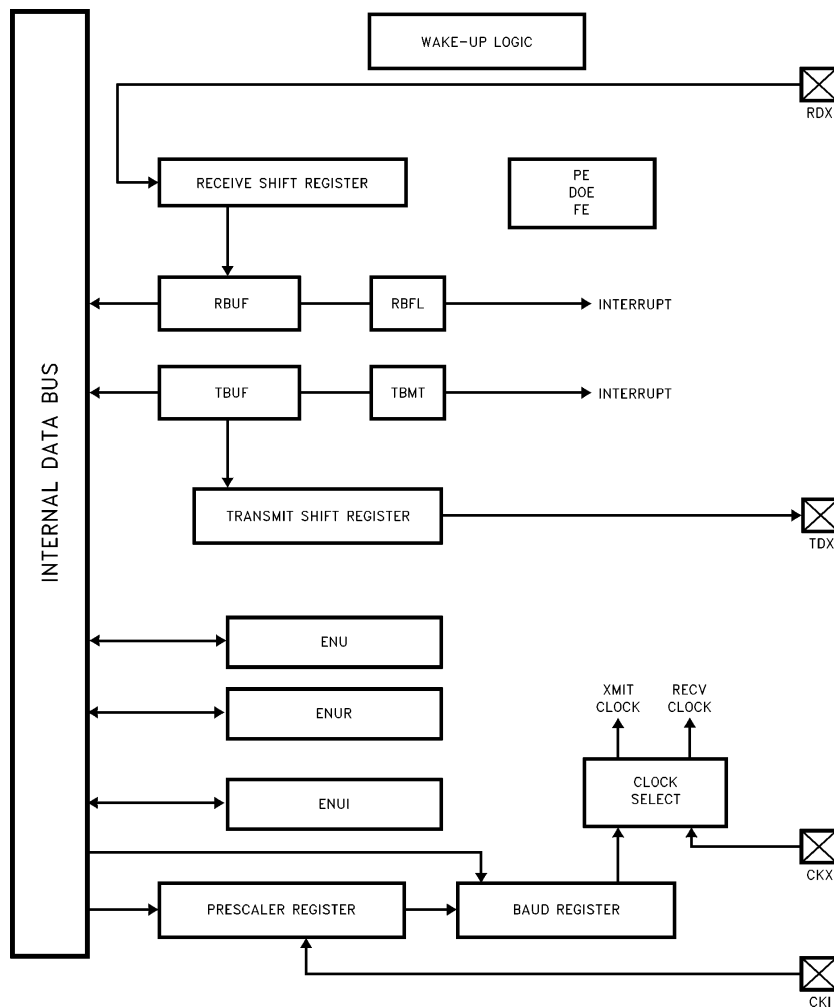 WAKE-UP LOGIC
RDX
RECEIVE SHIFT REGISTER
PE
DOE
FE
RBUF
RBFL
INTERRUPT
INTERNAL DATA BUS
TBUF
TBMT
INTERRUPT
TRANSMIT SHIFT REGISTER
TDX
ENU
XMIT
CLOCK
RECV
CLOCK
ENUR
CLOCK
SELECT
ENUI
CKX
PRESCALER REGISTER
BAUD REGISTER
CKI